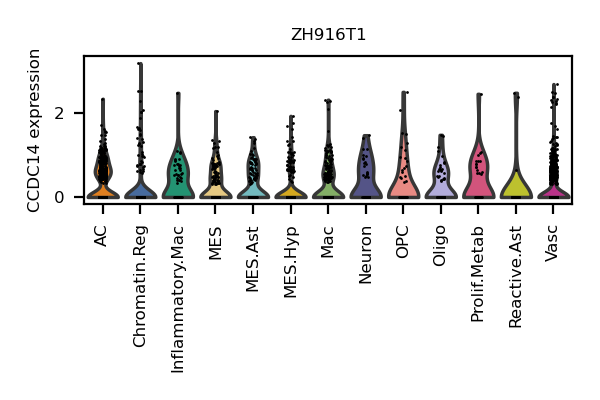 ZH916T1
CCDC14 expression
2
0
AC
Chromatin.Reg
Inflammatory.Mac
MES
MES.Ast
MES.Hyp
Mac
Neuron
OPC
Oligo
Prolif.Metab
Reactive.Ast
Vasc